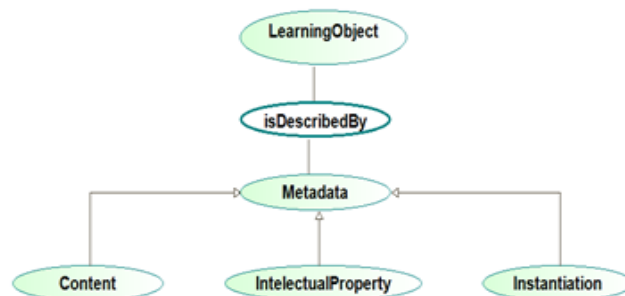 LearningObject
isDescribedBy
Metadata
Content
IntelectualProperty
Instantiation